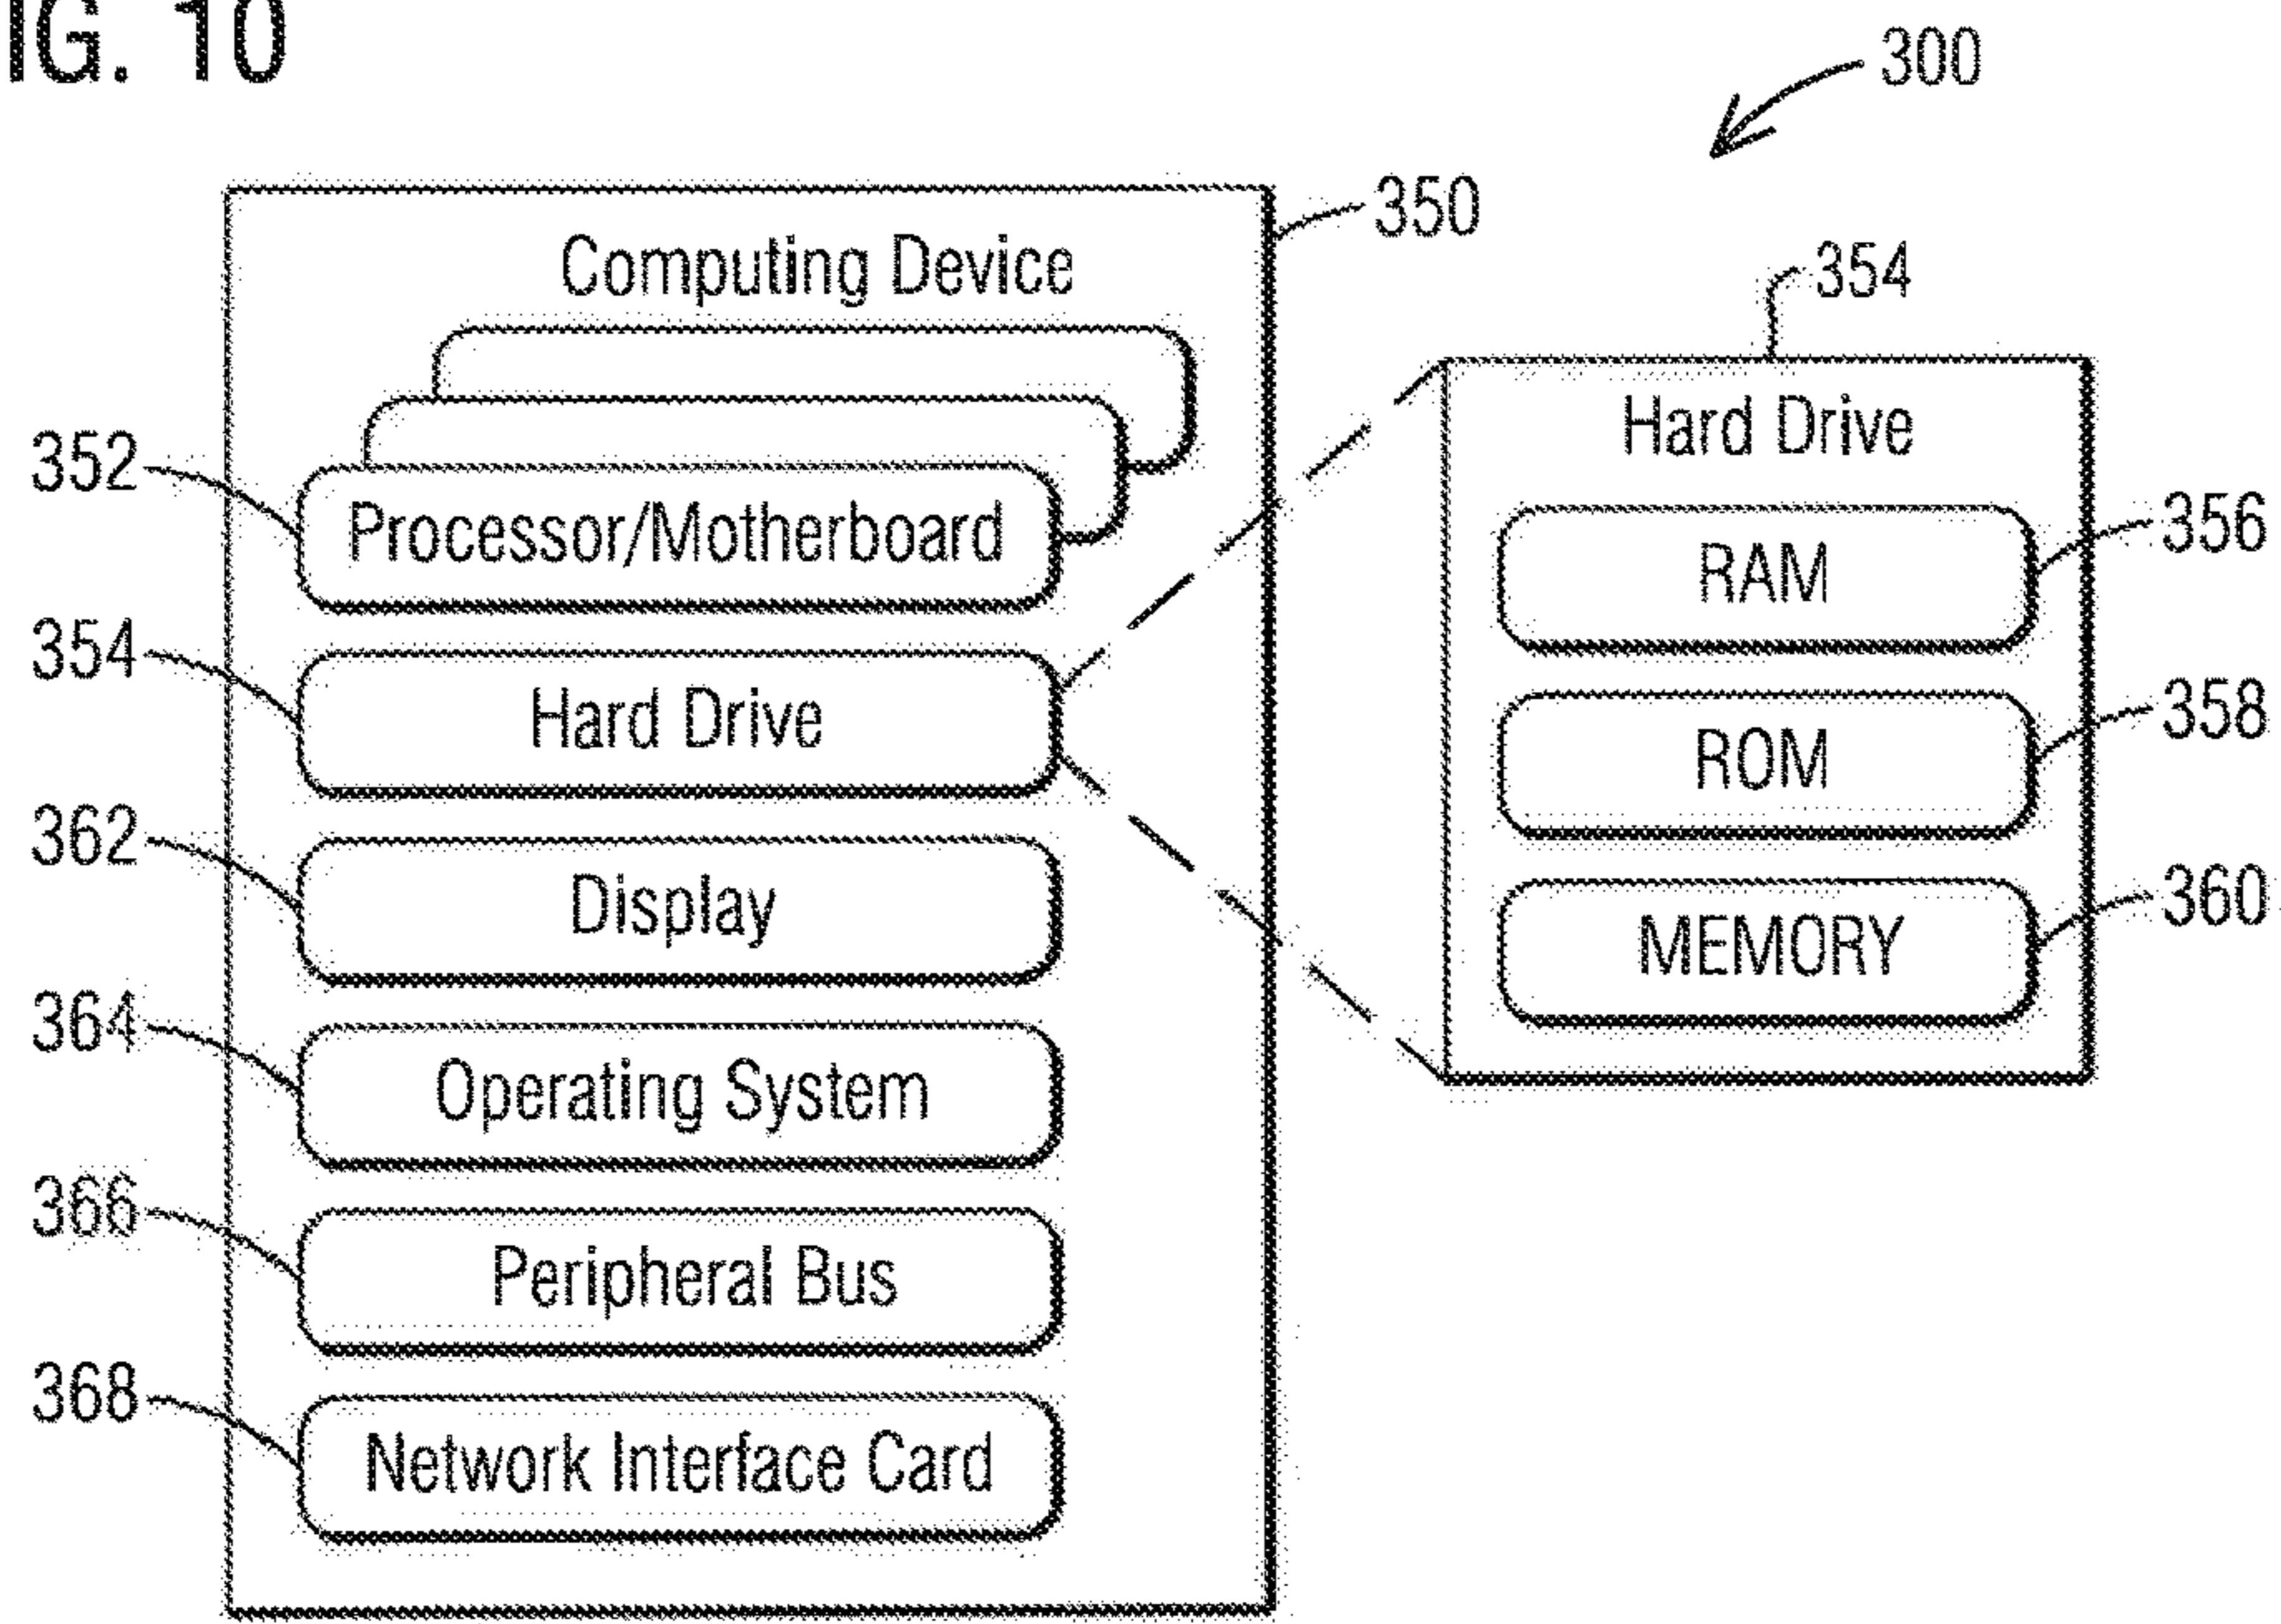 IG. 10
300
350
Computing Device
352
Processor/Motherboard
354
Hard Drive
362
Display
364
Operating System
366
Peripheral Bus
368
Network Interface Card
354
Hard Drive
RAM
356
ROM
358
MEMORY
360